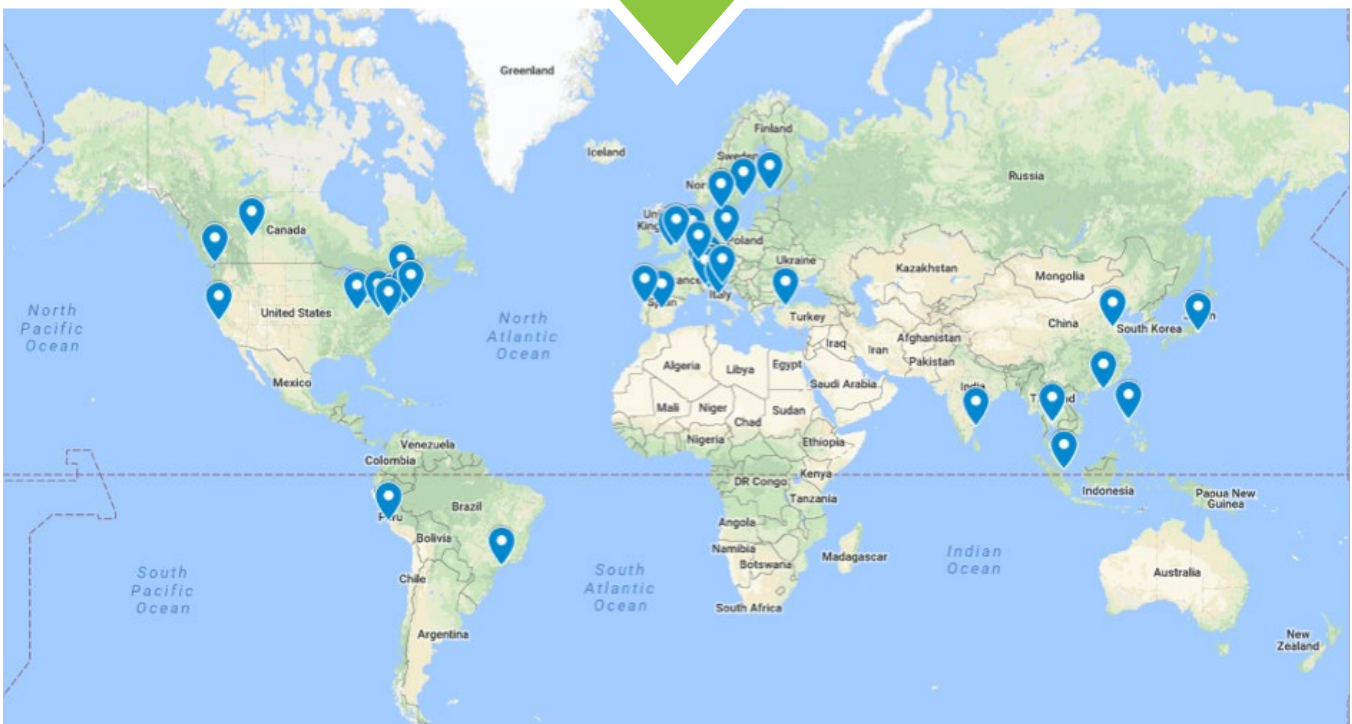 Greenland
Iceland
Finland
Russia
Canada
Poland
Ukraine
Kazakhstan
Mongolia
North
Pacific
Ocean
United States
North
Atlantic
Ocean
Italy
Turkey
China
South Korea
Afghanistan
Iraq
Iran
Pakistan
Algeria
Libya
Egypt
Saudi Arabia
India
Mexico
Mali
Niger
Chad
Sudan
Nigeria
Ethiopia
Venezuela
Colombia
DR Congo
Kenya
Tanzania
Indonesia
Papua New
Guinea
Brazil
Angola
Bolivia
Namibia
Botswana
Madagascar
Indian
Ocean
South
Pacific
Ocean
Chile
South
Atlantic
Ocean
South Africa
Australia
Argentina
New
Zealand